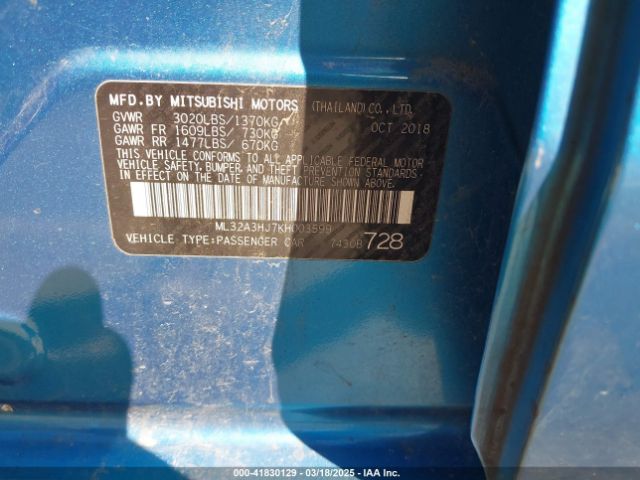 MFD.BY MITSUBISHI MOTORS (THAILAND)CO., LTD.
GVWR 3020LBS/1370KG OCT 2018
GAWR FR 1609LBS/ 730KG
GAWR RR 1477LBS/ 670KG
THIS VEHICLE CONFORMS TO ALL APPLICABLE FEDERAL MOTOR
VEHICLE SAFETY, BUMPER AND THEFT PREVENTION STANDARDS
IN EFFECT ON THE DATE OF MANUFACTURE SHOWN ABOVE.
ML32A3HJ7KH003599
VEHICLE TYPE:PASSENGER CAR 7430B 728
000-41830129 — 03/18/2025 — IAA Inc.